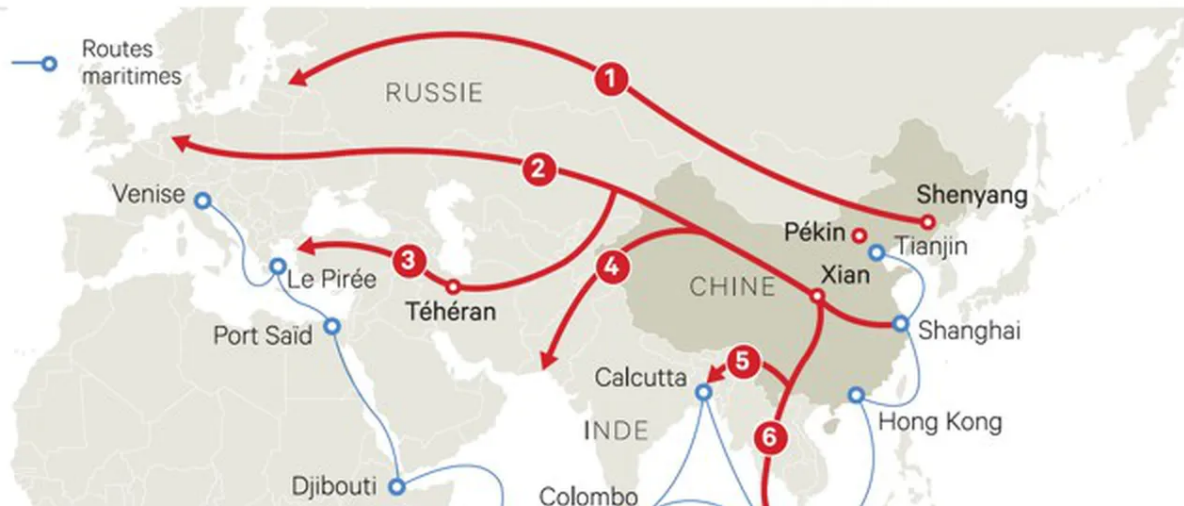 Routes
maritimes
1
RUSSIE
2
Shenyang
Venise
Pékin
Tianjin
3
4
Xian
Le Pirée
CHINE
Téhéran
Port Saïd
Shanghai
5
Calcutta
Hong Kong
INDE
6
Djibouti
Colombo